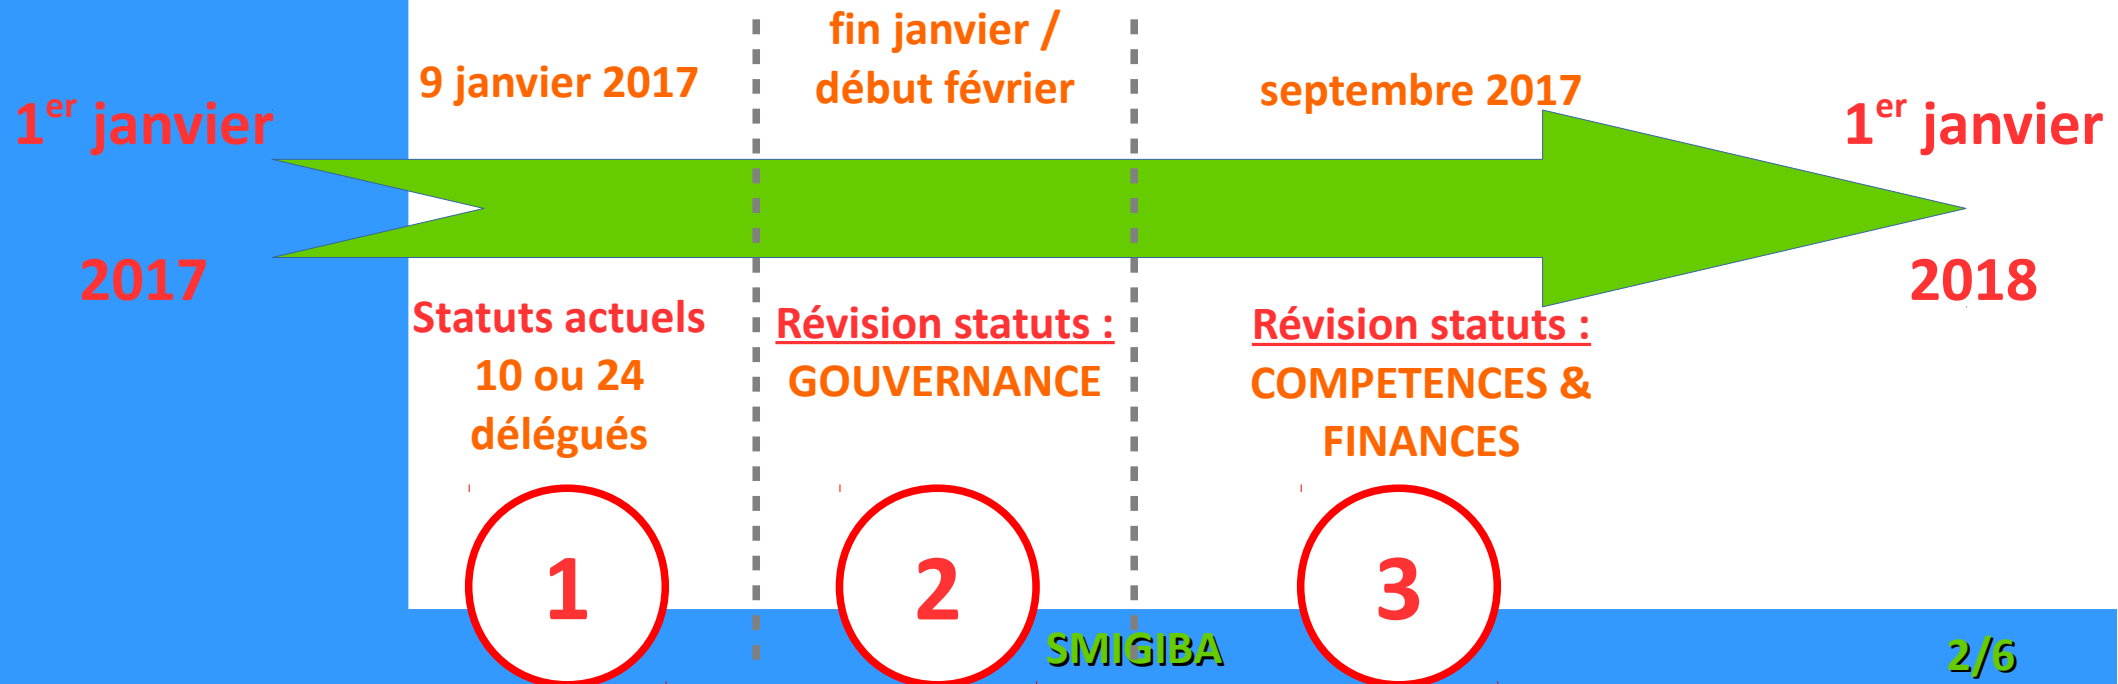 1er janvier
2017
9 janvier 2017
Statuts actuels
10 ou 24
délégués
1
fin janvier /
début février
Révision statuts :
GOUVERNANCE
2
septembre 2017
Révision statuts :
COMPETENCES &
FINANCES
3
1er janvier
2018
SMIGIBA
2/6